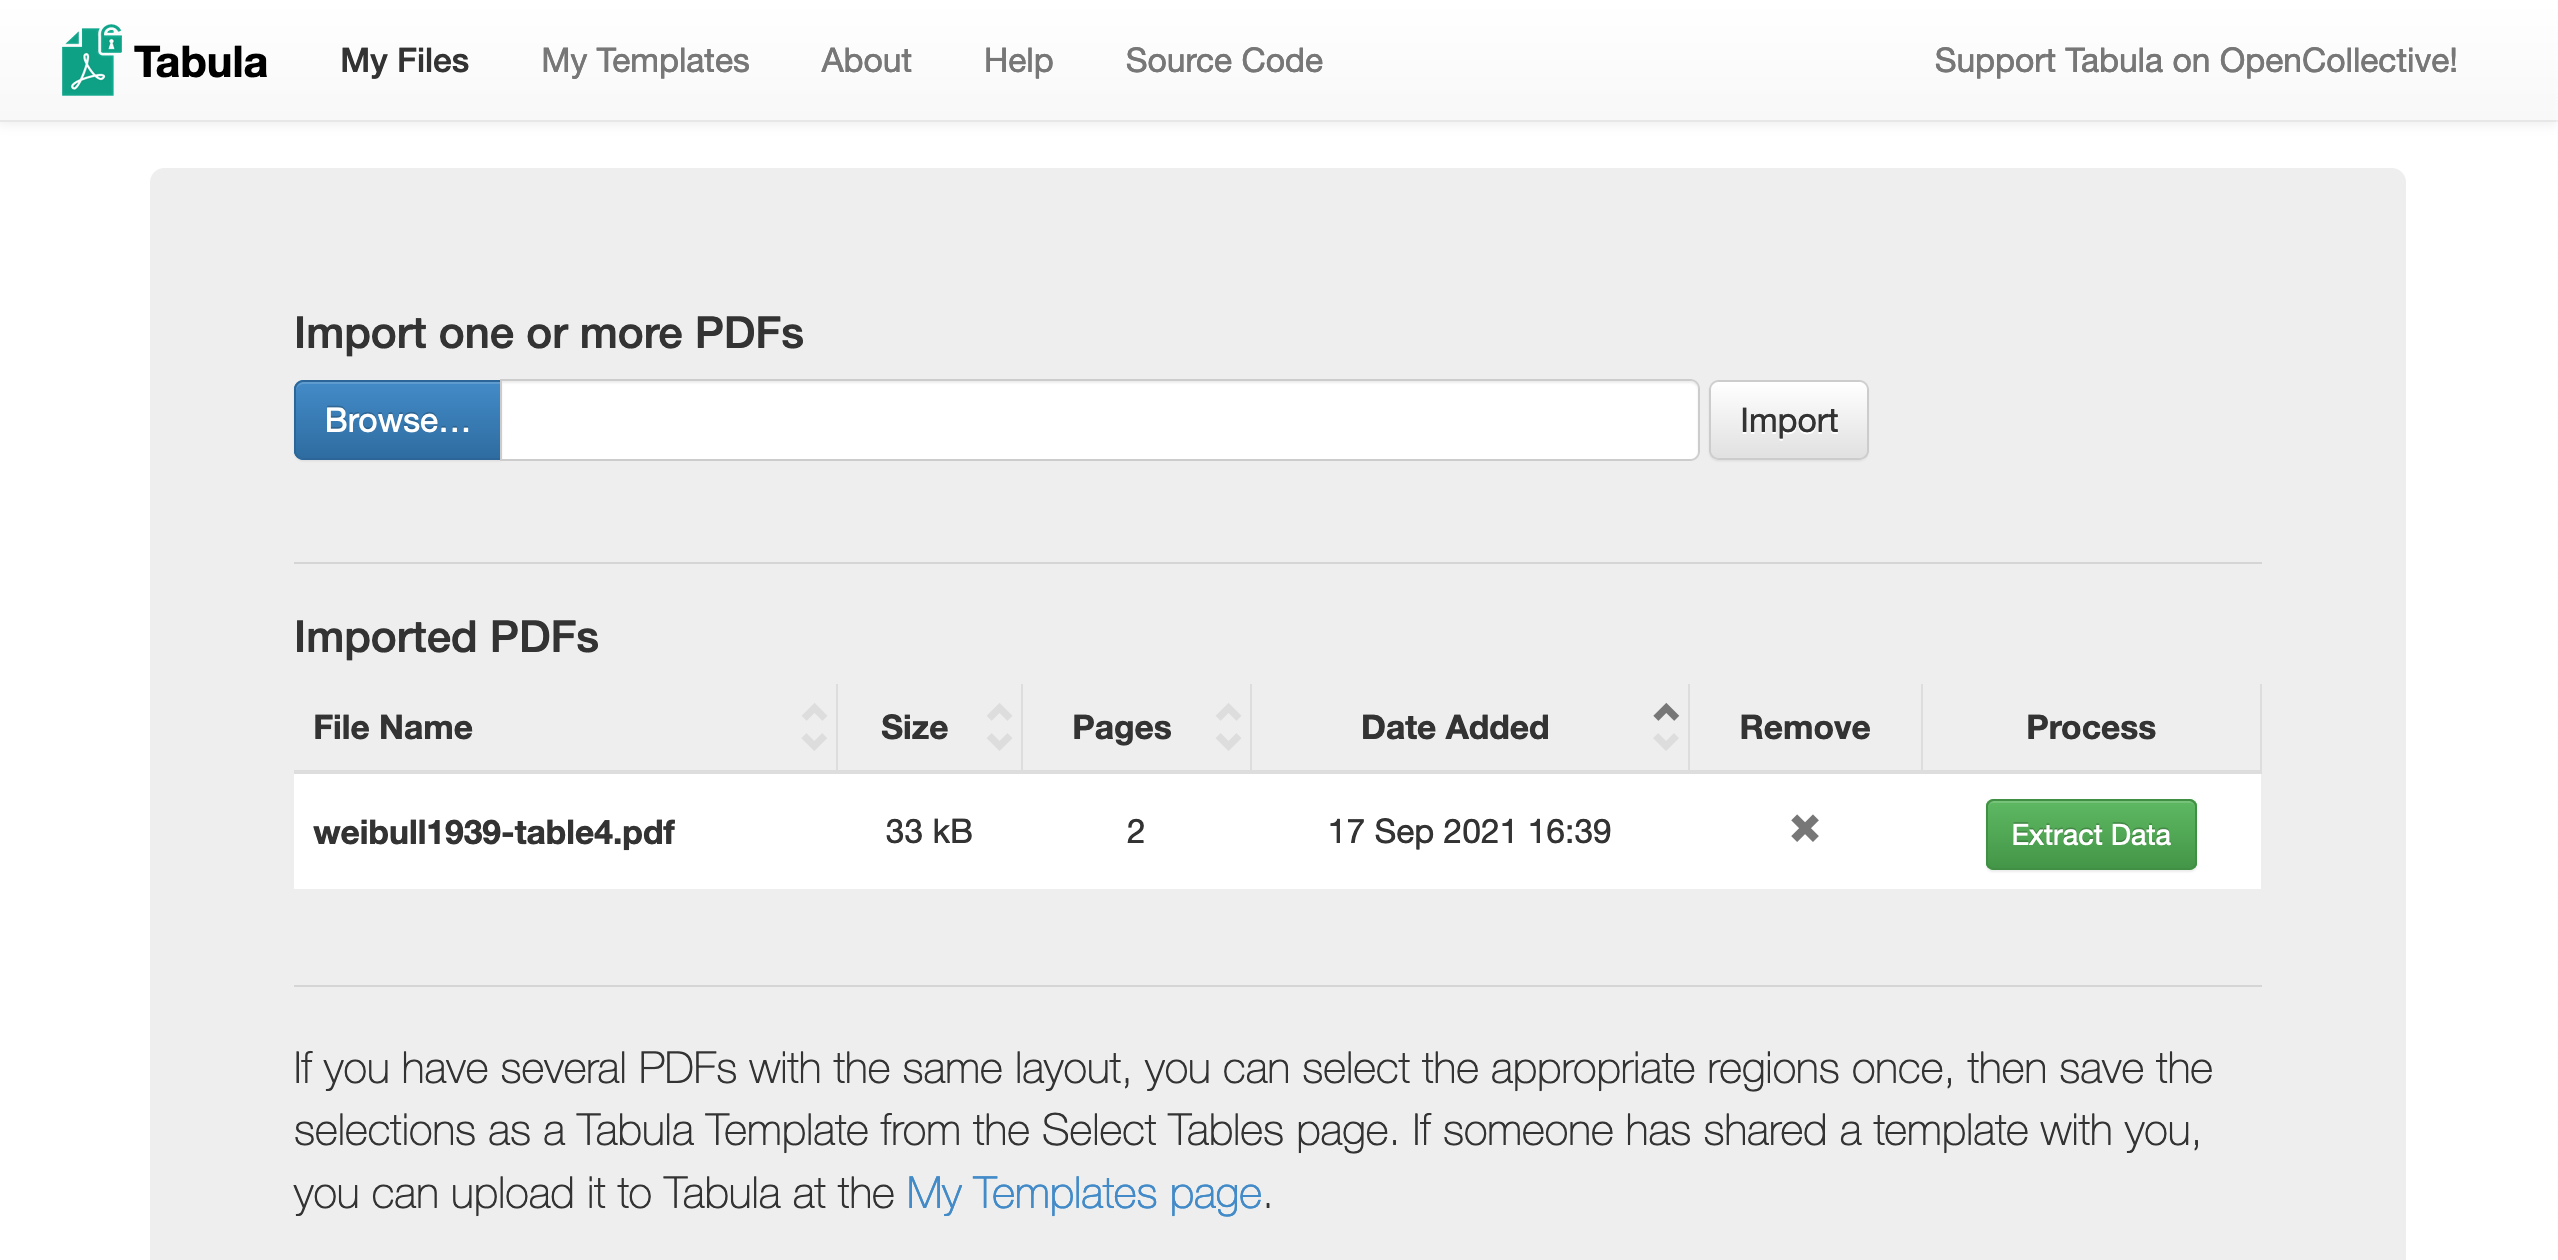 Tabula My Files My Templates About Help Source Code Support Tabula on OpenCollective!
Import one or more PDFs
Browse... Import
Imported PDFs
File Name Size Pages Date Added Remove Process
weibull1939-table4.pdf 33 kB 2 17 Sep 2021 16:39 ✖ Extract Data
If you have several PDFs with the same layout, you can select the appropriate regions once, then save the
selections as a Tabula Template from the Select Tables page. If someone has shared a template with you,
you can upload it to Tabula at the My Templates page.